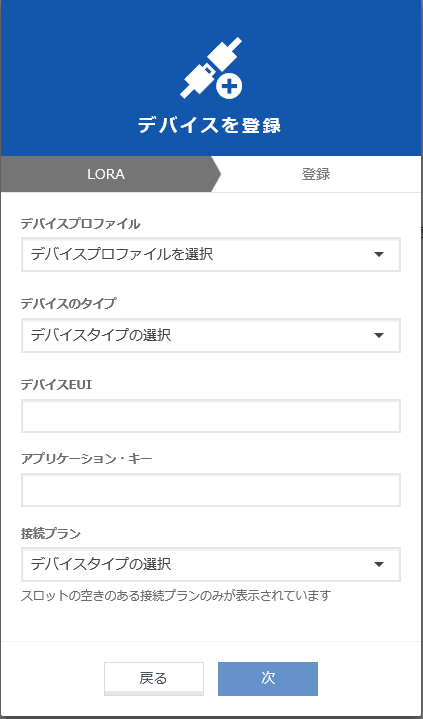 デバイスを登録
LORA
登録
デバイスプロファイル
デバイスプロファイルを選択
デバイスのタイプ
デバイスタイプの選択
デバイスEUI
アプリケーション・キー
接続プラン
デバイスタイプの選択
スロットの空きのある接続プランのみが表示されています
戻る
次